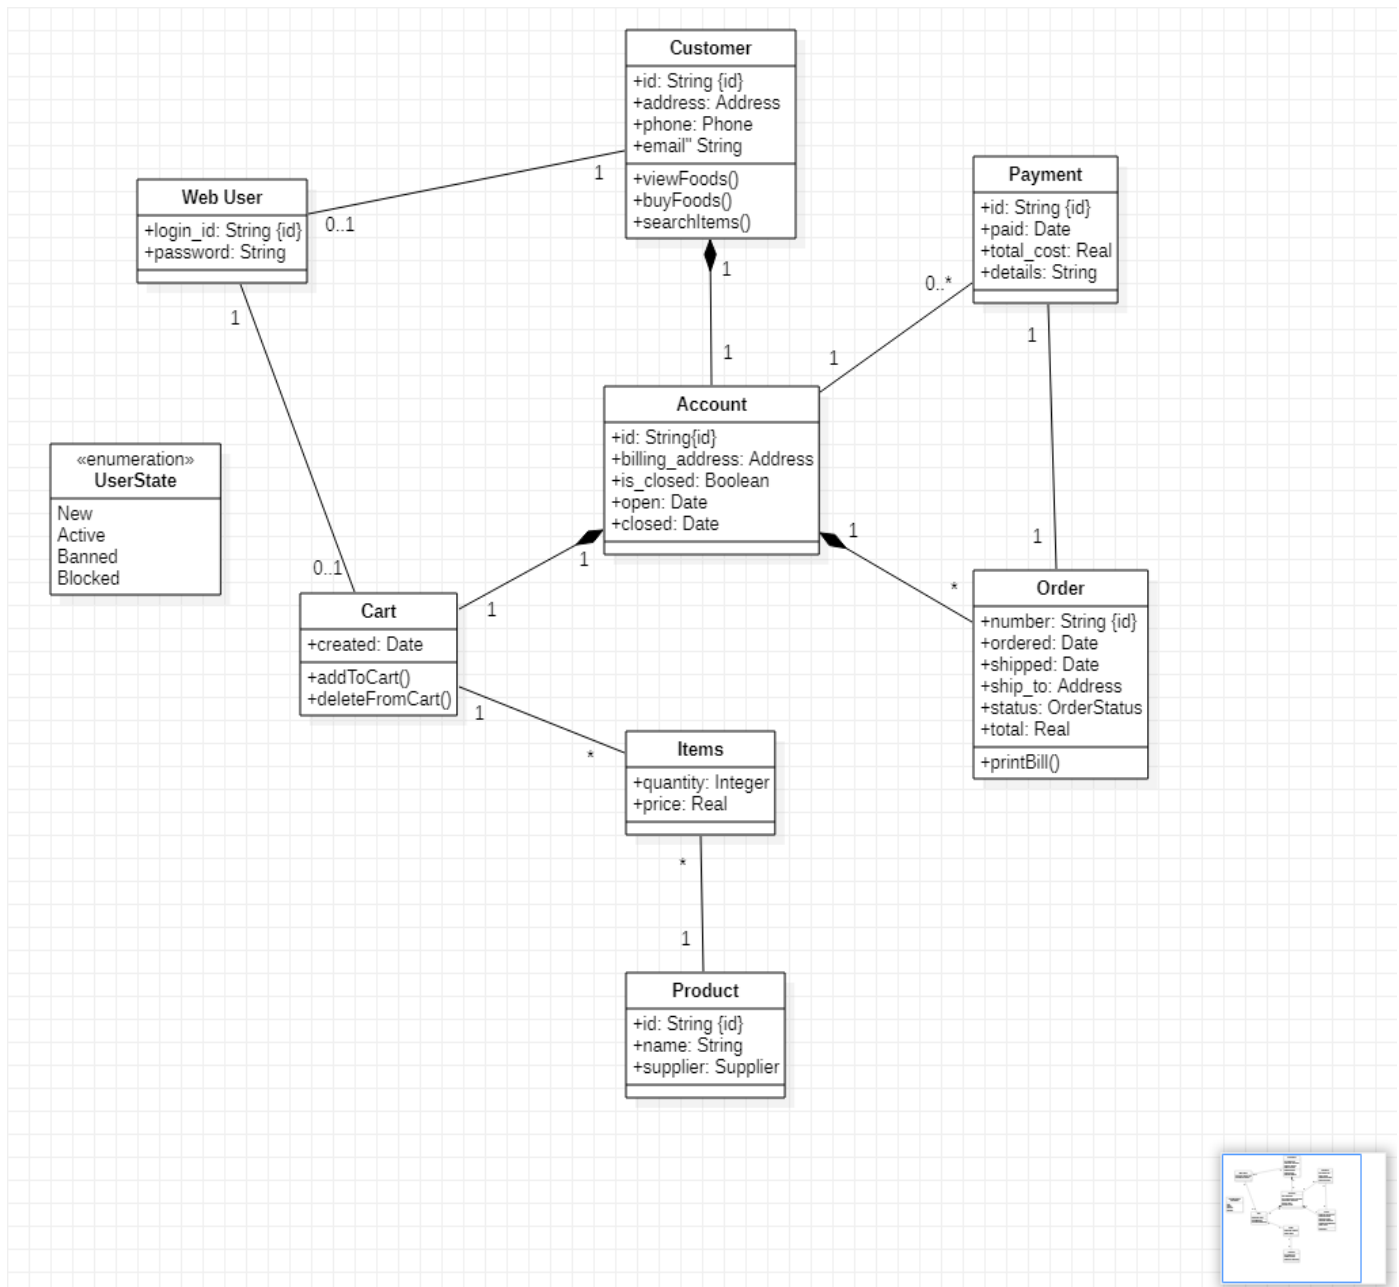 Customer
+id: String {id}
+address: Address
+phone: Phone
+email" String
+viewFoods()
+buyFoods()
+searchItems()
1
1
1
Web User
+login_id: String {id}
+password: String
0..1
1
Payment
+id: String {id}
+paid: Date
+total_cost: Real
+details: String
0..*
1
1
Account
+id: String{id}
+billing_address: Address
+is_closed: Boolean
+open: Date
+closed: Date
1
1
«enumeration»
UserState
New
Active
Banned
Blocked
0..1
1
1
*
Cart
+created: Date
+addToCart()
+deleteFromCart()
1
*
Order
+number: String {id}
+ordered: Date
+shipped: Date
+ship_to: Address
+status: OrderStatus
+total: Real
+printBill()
Items
+quantity: Integer
+price: Real
*
1
Product
+id: String {id}
+name: String
+supplier: Supplier